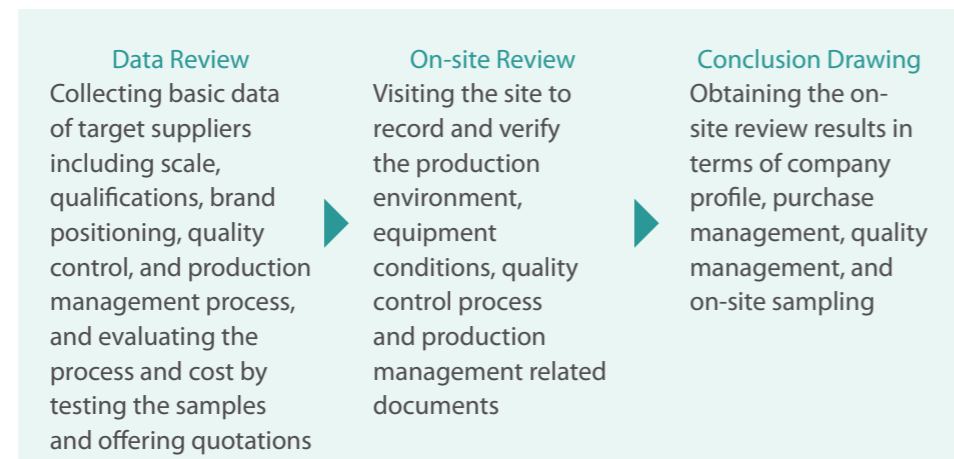 Data Review
Collecting basic data
of target suppliers
including scale,
qualifications, brand
positioning, quality
control, and production
management process,
and evaluating the
process and cost by
testing the samples
and offering quotations
On-site Review
Visiting the site to
record and verify
the production
environment,
equipment
conditions, quality
control process
and production
management related
documents
Conclusion Drawing
Obtaining the on-
site review results in
terms of company
profile, purchase
management, quality
management, and
on-site sampling